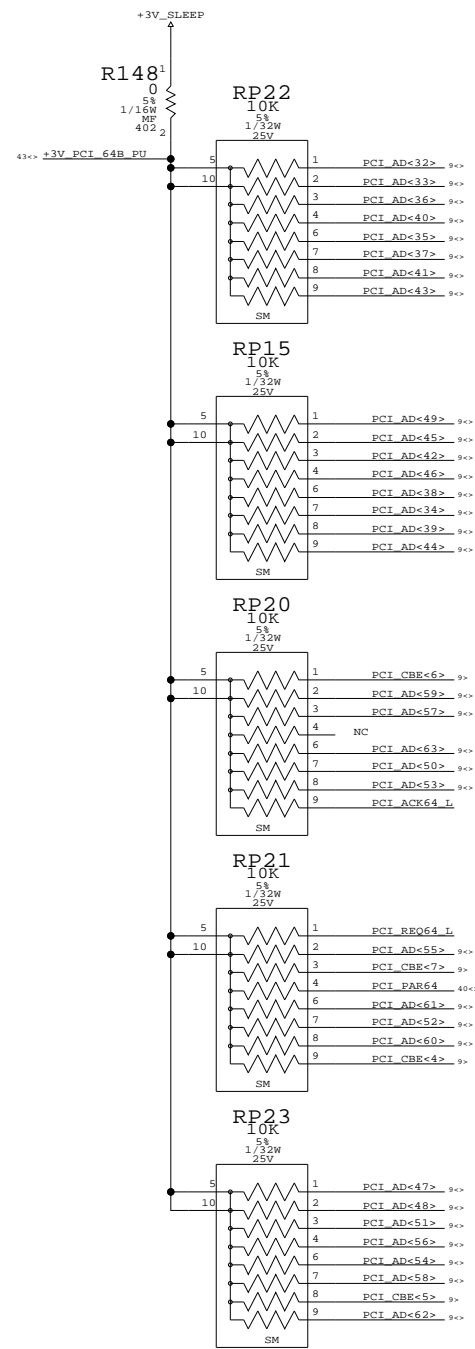 +3V_SLEEP
R148
1
0
5%
1/16W
MF
402
2
43<> +3V_PCI_64B_PU
RP22
10K
5%
1/32W
25V
5 1 PCI_AD<32> 9<>
10 2 PCI_AD<33> 9<>
3 PCI_AD<36> 9<>
4 PCI_AD<40> 9<>
6 PCI_AD<35> 9<>
7 PCI_AD<37> 9<>
8 PCI_AD<41> 9<>
9 PCI_AD<43> 9<>
SM
RP15
10K
5%
1/32W
25V
5 1 PCI_AD<49> 9<>
10 2 PCI_AD<45> 9<>
3 PCI_AD<42> 9<>
4 PCI_AD<46> 9<>
6 PCI_AD<38> 9<>
7 PCI_AD<34> 9<>
8 PCI_AD<39> 9<>
9 PCI_AD<44> 9<>
SM
RP20
10K
5%
1/32W
25V
5 1 PCI_CBE<6> 9>
10 2 PCI_AD<59> 9<>
3 PCI_AD<57> 9<>
4 NC
6 PCI_AD<63> 9<>
7 PCI_AD<50> 9<>
8 PCI_AD<53> 9<>
9 PCI_ACK64_L
SM
RP21
10K
5%
1/32W
25V
5 1 PCI_REQ64_L
10 2 PCI_AD<55> 9<>
3 PCI_CBE<7> 9>
4 PCI_PAR64 40<>
6 PCI_AD<61> 9<>
7 PCI_AD<52> 9<>
8 PCI_AD<60> 9<>
9 PCI_CBE<4> 9>
SM
RP23
10K
5%
1/32W
25V
5 1 PCI_AD<47> 9<>
10 2 PCI_AD<48> 9<>
3 PCI_AD<51> 9<>
4 PCI_AD<56> 9<>
6 PCI_AD<54> 9<>
7 PCI_AD<58> 9<>
8 PCI_CBE<5> 9>
9 PCI_AD<62> 9<>
SM